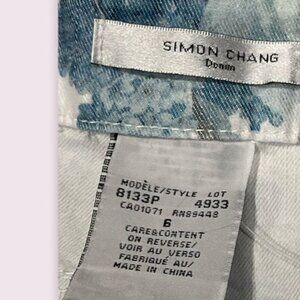 SIMON CHANG
Denim
MODÈLE/STYLE LOT
8133P 4933
CA01071 RN89448
6
CARE&CONTENT
ON REVERSE/
VOIR AU VERSO
FABRIQUÉ AU/
MADE IN CHINA